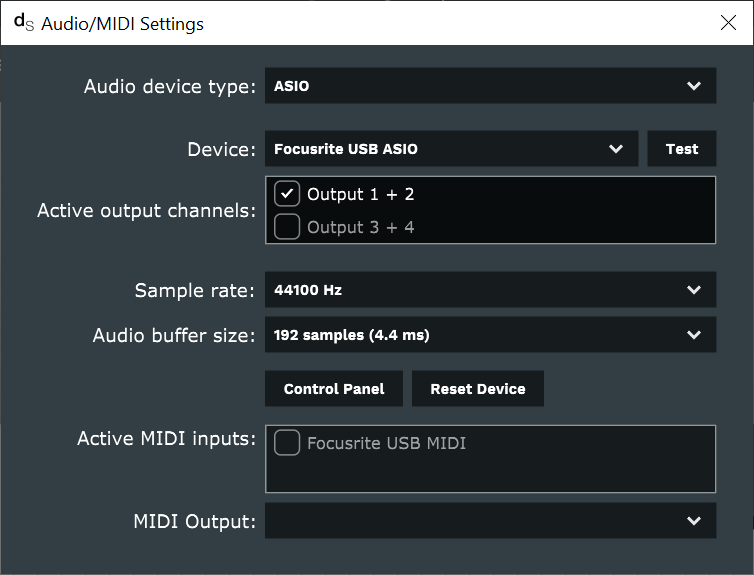 ds Audio/MIDI Settings
Audio device type: ASIO
Device: Focusrite USB ASIO Test
Active output channels: Output 1 + 2
Output 3 + 4
Sample rate: 44100 Hz
Audio buffer size: 192 samples (4.4 ms)
Control Panel Reset Device
Active MIDI inputs: Focusrite USB MIDI
MIDI Output: